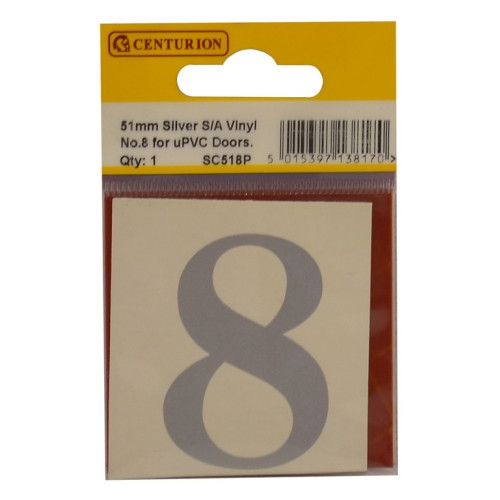 CENTURION
51mm Silver S/A Vinyl
No.8 for uPVC Doors.
Qty: 1 SC518P
5 015397 138170 >
8